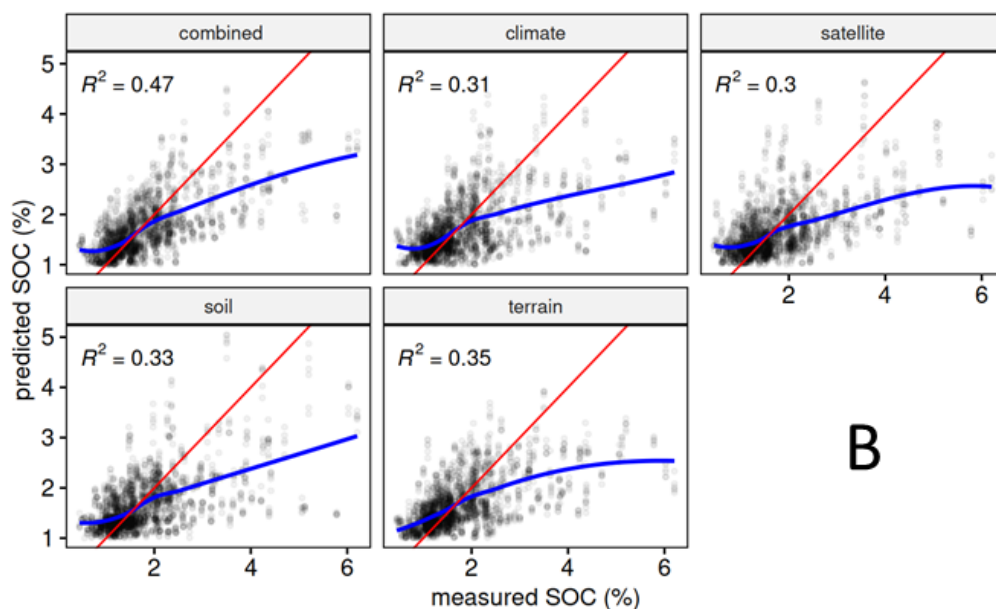 combined
climate
satellite
R² = 0.47
R² = 0.31
R² = 0.3
5
4
3
2
1
2 4 6
soil
terrain
R² = 0.33
R² = 0.35
5
4
3
2
1
2 4 6
2 4 6
predicted SOC (%)
measured SOC (%)
B